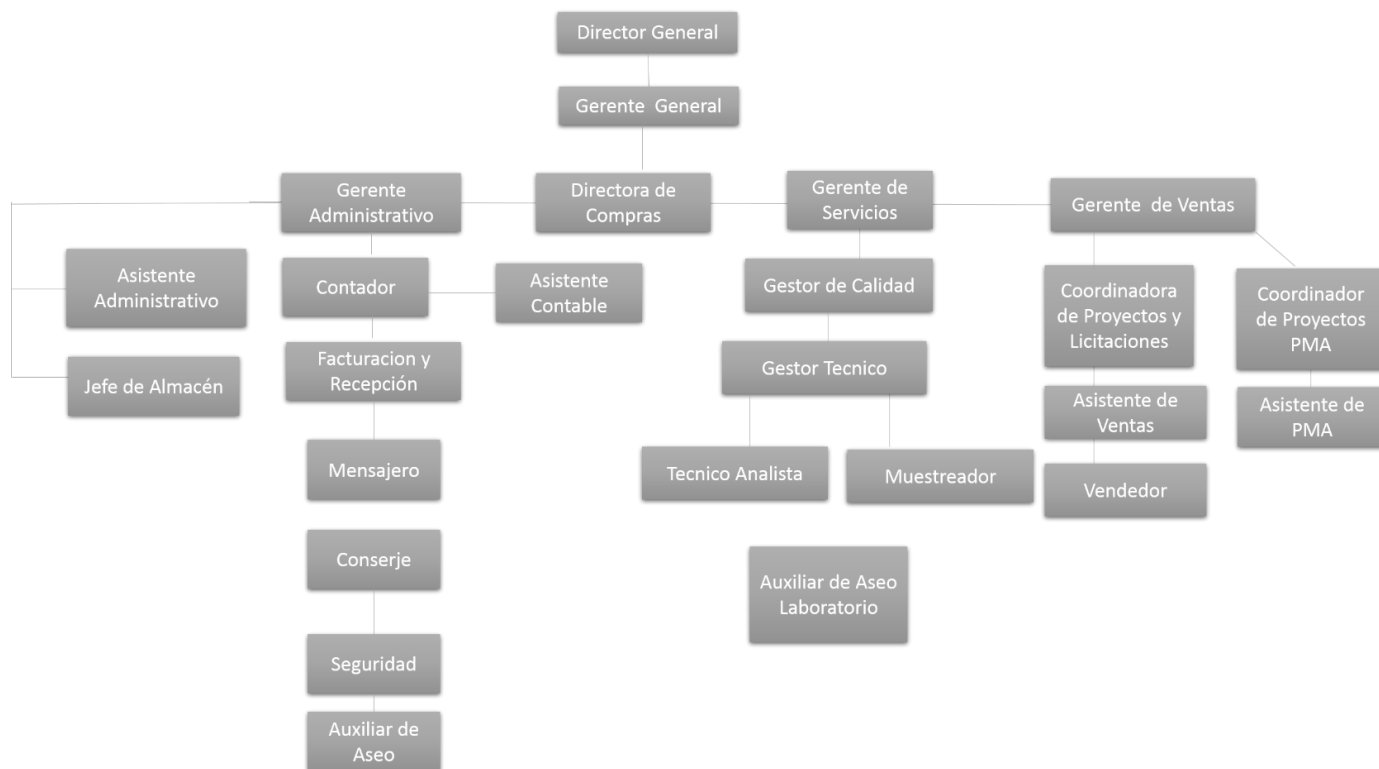 Director General
Gerente  General
Gerente
Administrativo
Directora de
Compras
Gerente de
Servicios
Gerente  de Ventas
Asistente
Administrativo
Contador
Asistente
Contable
Gestor de Calidad
Coordinadora
de Proyectos y
Licitaciones
Coordinador
de Proyectos
PMA
Jefe de Almacén
Facturacion y
Recepción
Gestor Tecnico
Asistente de
Ventas
Asistente de
PMA
Mensajero
Tecnico Analista
Muestreador
Vendedor
Conserje
Auxiliar de Aseo
Laboratorio
Seguridad
Auxiliar de
Aseo